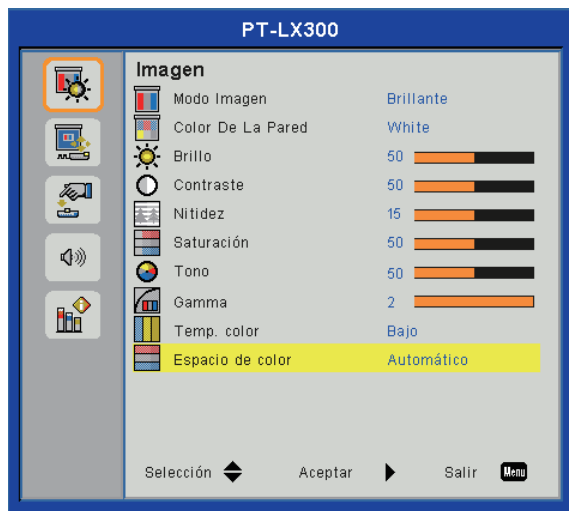 PT-LX300
Imagen
Modo Imagen Brillante
Color De La Pared White
Brillo 50
Contraste 50
Nitidez 15
Saturación 50
Tono 50
Gamma 2
Temp. color Bajo
Espacio de color Automático
Selección Aceptar Salir Menu